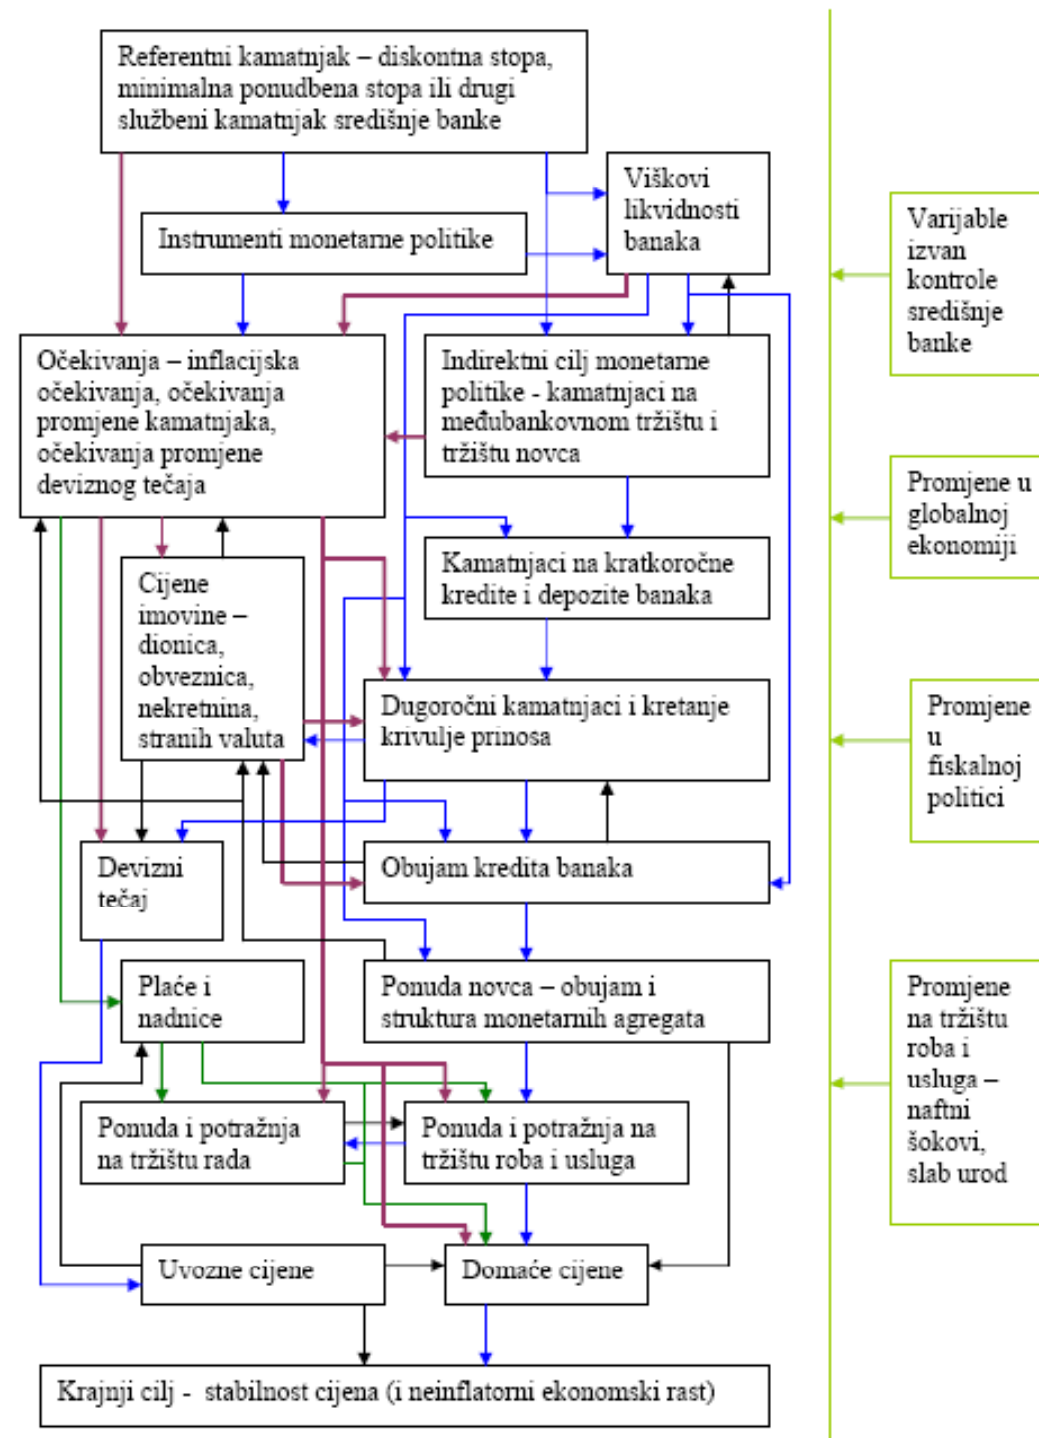 Referentni kamatnjak – diskontna stopa,
minimalna ponudbena stopa ili drugi
službeni kamatnjak središnje banke
Viškovi
likvidnosti
banaka
Instrumenti monetarne politike
Očekivanja – inflacijska
očekivanja, očekivanja
promjene kamatnjaka,
očekivanja promjene
deviznog tečaja
Indirektni cilj monetarne
politike - kamatnjaci na
međubankovnom tržištu i
tržištu novca
Kamatnjaci na kratkoročne
kredite i depozite banaka
Cijene
imovine –
dionica,
obveznica,
nekretnina,
stranih valuta
Dugoročni kamatnjaci i kretanje
krivulje prinosa
Devizni
tečaj
Obujam kredita banaka
Plaće i
nadnice
Ponuda novca – obujam i
struktura monetarnih agregata
Ponuda i potražnja
na tržištu rada
Ponuda i potražnja na
tržištu roba i usluga
Uvozne cijene
Domaće cijene
Krajnji cilj - stabilnost cijena (i neinflatorni ekonomski rast)
Varijable
izvan
kontrole
središnje
banke
Promjene u
globalnoj
ekonomiji
Promjene
u
fiskalnoj
politici
Promjene
na tržištu
roba i
usluga –
naftni
šokovi,
slab urod